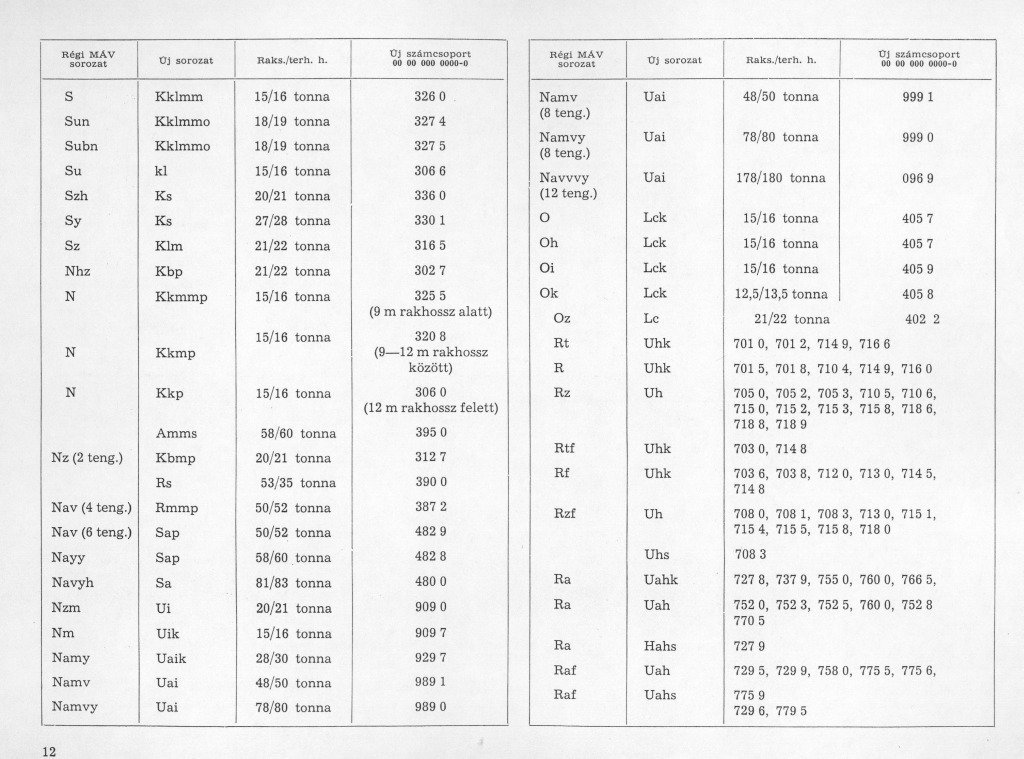 Régi MÁV sorozat | Új sorozat | Raks./terh. h. | Új számcsoport 00 00 000 0000-0
S Kklmm 15/16 tonna 326 0
Sun Kklmmo 18/19 tonna 327 4
Subn Kklmmo 18/19 tonna 327 5
Su kl 15/16 tonna 306 6
Szh Ks 20/21 tonna 336 0
Sy Ks 27/28 tonna 330 1
Sz Klm 21/22 tonna 316 5
Nhz Kbp 21/22 tonna 302 7
N Kkmmp 15/16 tonna 325 5
(9 m rakhossz alatt)
15/16 tonna 320 8
N Kkmp (9—12 m rakhossz
között)
N Kkp 15/16 tonna 306 0
(12 m rakhossz felett)
Amms 58/60 tonna 395 0
Nz (2 teng.) Kbmp 20/21 tonna 312 7
Rs 53/35 tonna 390 0
Nav (4 teng.) Rmmp 50/52 tonna 387 2
Nav (6 teng.) Sap 50/52 tonna 482 9
Nayy Sap 58/60 tonna 482 8
Navyh Sa 81/83 tonna 480 0
Nzm Ui 20/21 tonna 909 0
Nm Uik 15/16 tonna 909 7
Namy Uaik 28/30 tonna 929 7
Namv Uai 48/50 tonna 989 1
Namvy Uai 78/80 tonna 989 0
12
Régi MÁV sorozat | Új sorozat | Raks./terh. h. | Új számcsoport 00 00 000 0000-0
Namv Uai 48/50 tonna 999 1
(8 teng.)
Namvy Uai 78/80 tonna 999 0
(8 teng.)
Navvvy Uai 178/180 tonna 096 9
(12 teng.)
O Lck 15/16 tonna 405 7
Oh Lck 15/16 tonna 405 7
Oi Lck 15/16 tonna 405 9
Ok Lck 12,5/13,5 tonna 405 8
Oz Lc 21/22 tonna 402 2
Rt Uhk 701 0, 701 2, 714 9, 716 6
R Uhk 701 5, 701 8, 710 4, 714 9, 716 0
Rz Uh 705 0, 705 2, 705 3, 710 5, 710 6,
715 0, 715 2, 715 3, 715 8, 718 6,
718 8, 718 9
Rtf Uhk 703 0, 714 8
Rf Uhk 703 6, 703 8, 712 0, 713 0, 714 5,
714 8
Rzf Uh 708 0, 708 1, 708 3, 713 0, 715 1,
715 4, 715 5, 715 8, 718 0
Uhs 708 3
Ra Uahk 727 8, 737 9, 755 0, 760 0, 766 5,
Ra Uah 752 0, 752 3, 752 5, 760 0, 752 8
770 5
Ra Hahs 727 9
Raf Uah 729 5, 729 9, 758 0, 775 5, 775 6,
Raf Uahs 775 9
729 6, 779 5